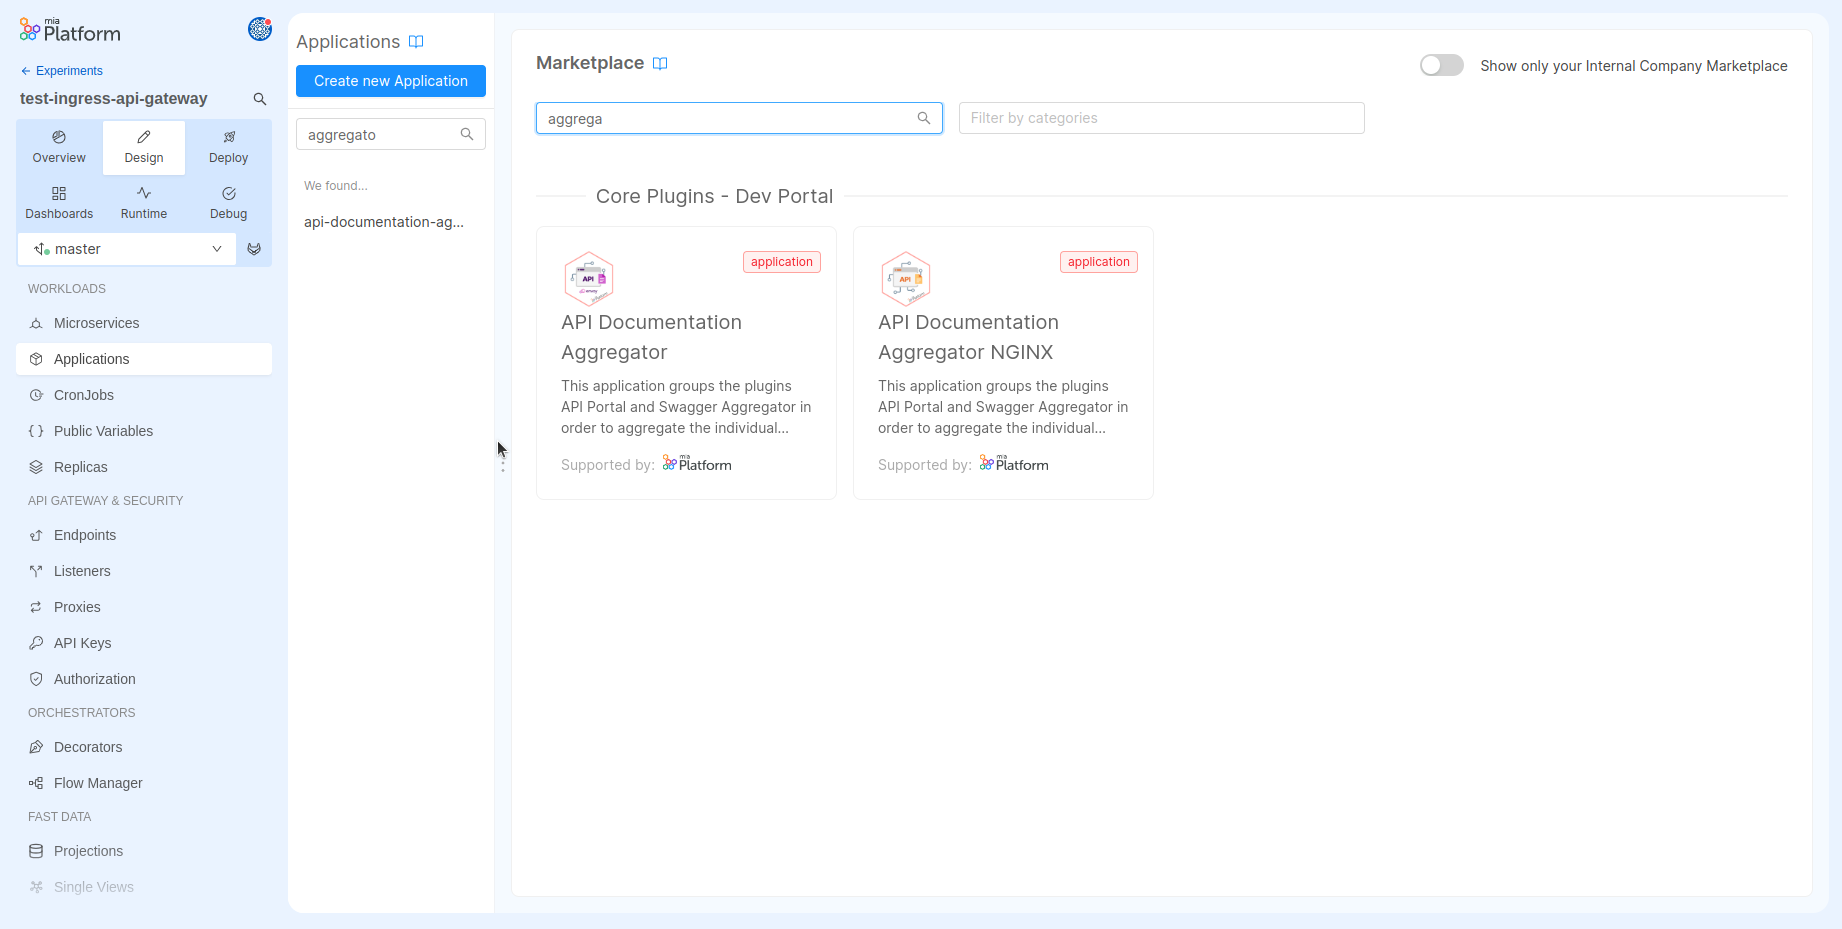 mia
Platform
Experiments
test-ingress-api-gateway
Overview
Design
Deploy
Dashboards
Runtime
Debug
master
WORKLOADS
Microservices
Applications
CronJobs
Public Variables
Replicas
API GATEWAY & SECURITY
Endpoints
Listeners
Proxies
API Keys
Authorization
ORCHESTRATORS
Decorators
Flow Manager
FAST DATA
Projections
Single Views
Applications
Create new Application
aggregato
We found...
api-documentation-ag...
Marketplace
Show only your Internal Company Marketplace
aggrega
Filter by categories
Core Plugins - Dev Portal
API
application
API Documentation
Aggregator
This application groups the plugins
API Portal and Swagger Aggregator in
order to aggregate the individual...
Supported by: mia Platform
API
application
API Documentation
Aggregator NGINX
This application groups the plugins
API Portal and Swagger Aggregator in
order to aggregate the individual...
Supported by: mia Platform